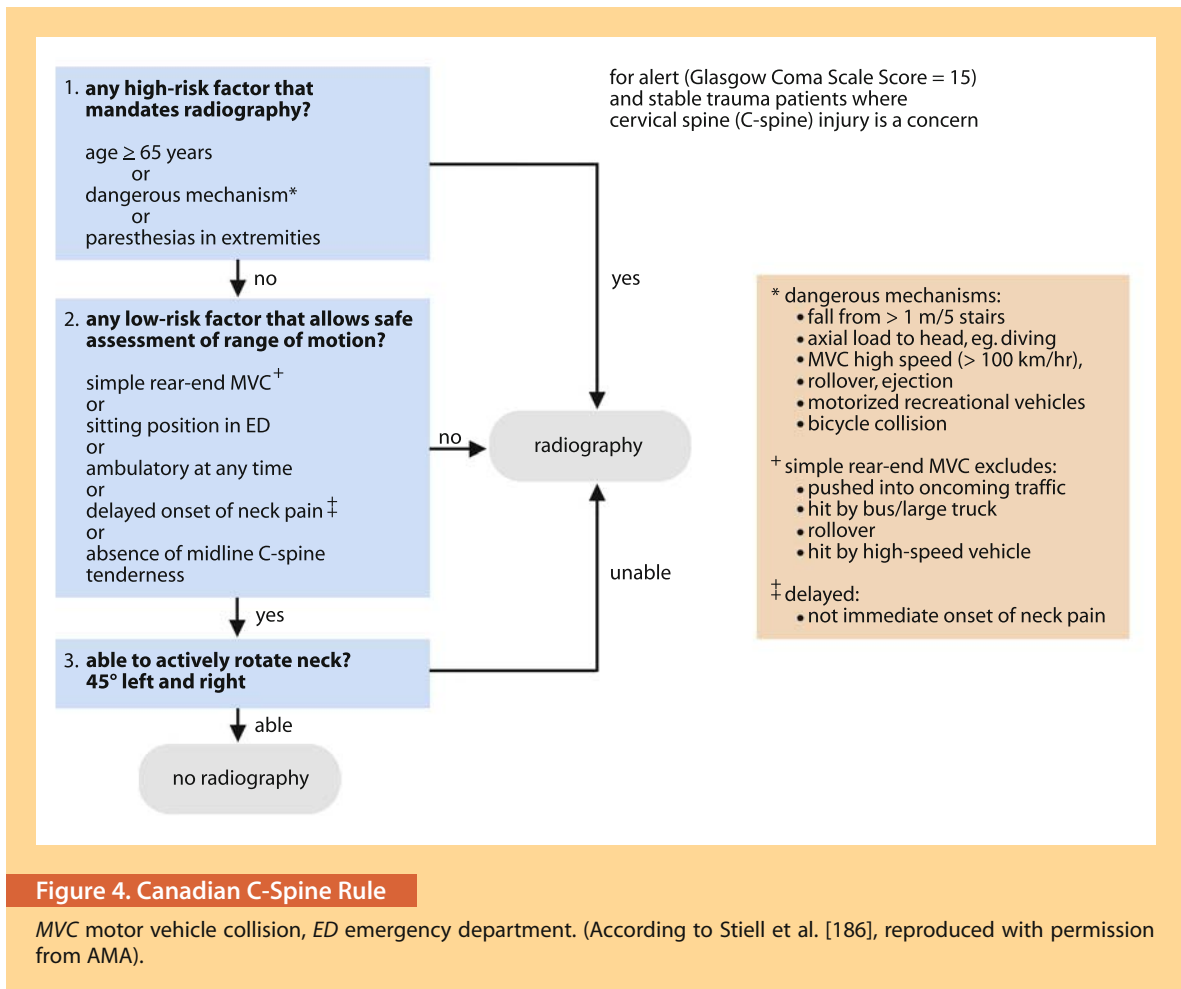 1. any high-risk factor that
mandates radiography?
age ≥ 65 years
or
dangerous mechanism*
or
paresthesias in extremities
for alert (Glasgow Coma Scale Score = 15)
and stable trauma patients where
cervical spine (C-spine) injury is a concern
no
yes
2. any low-risk factor that allows safe
assessment of range of motion?
simple rear-end MVC+
or
sitting position in ED
or
ambulatory at any time
or
delayed onset of neck pain ‡
or
absence of midline C-spine
tenderness
no
radiography
yes
unable
3. able to actively rotate neck?
45° left and right
able
no radiography
* dangerous mechanisms:
• fall from > 1 m/5 stairs
• axial load to head, eg. diving
• MVC high speed (> 100 km/hr),
• rollover, ejection
• motorized recreational vehicles
• bicycle collision
+ simple rear-end MVC excludes:
• pushed into oncoming traffic
• hit by bus/large truck
• rollover
• hit by high-speed vehicle
‡ delayed:
• not immediate onset of neck pain
Figure 4. Canadian C-Spine Rule
MVC motor vehicle collision, ED emergency department. (According to Stiell et al. [186], reproduced with permission
from AMA).